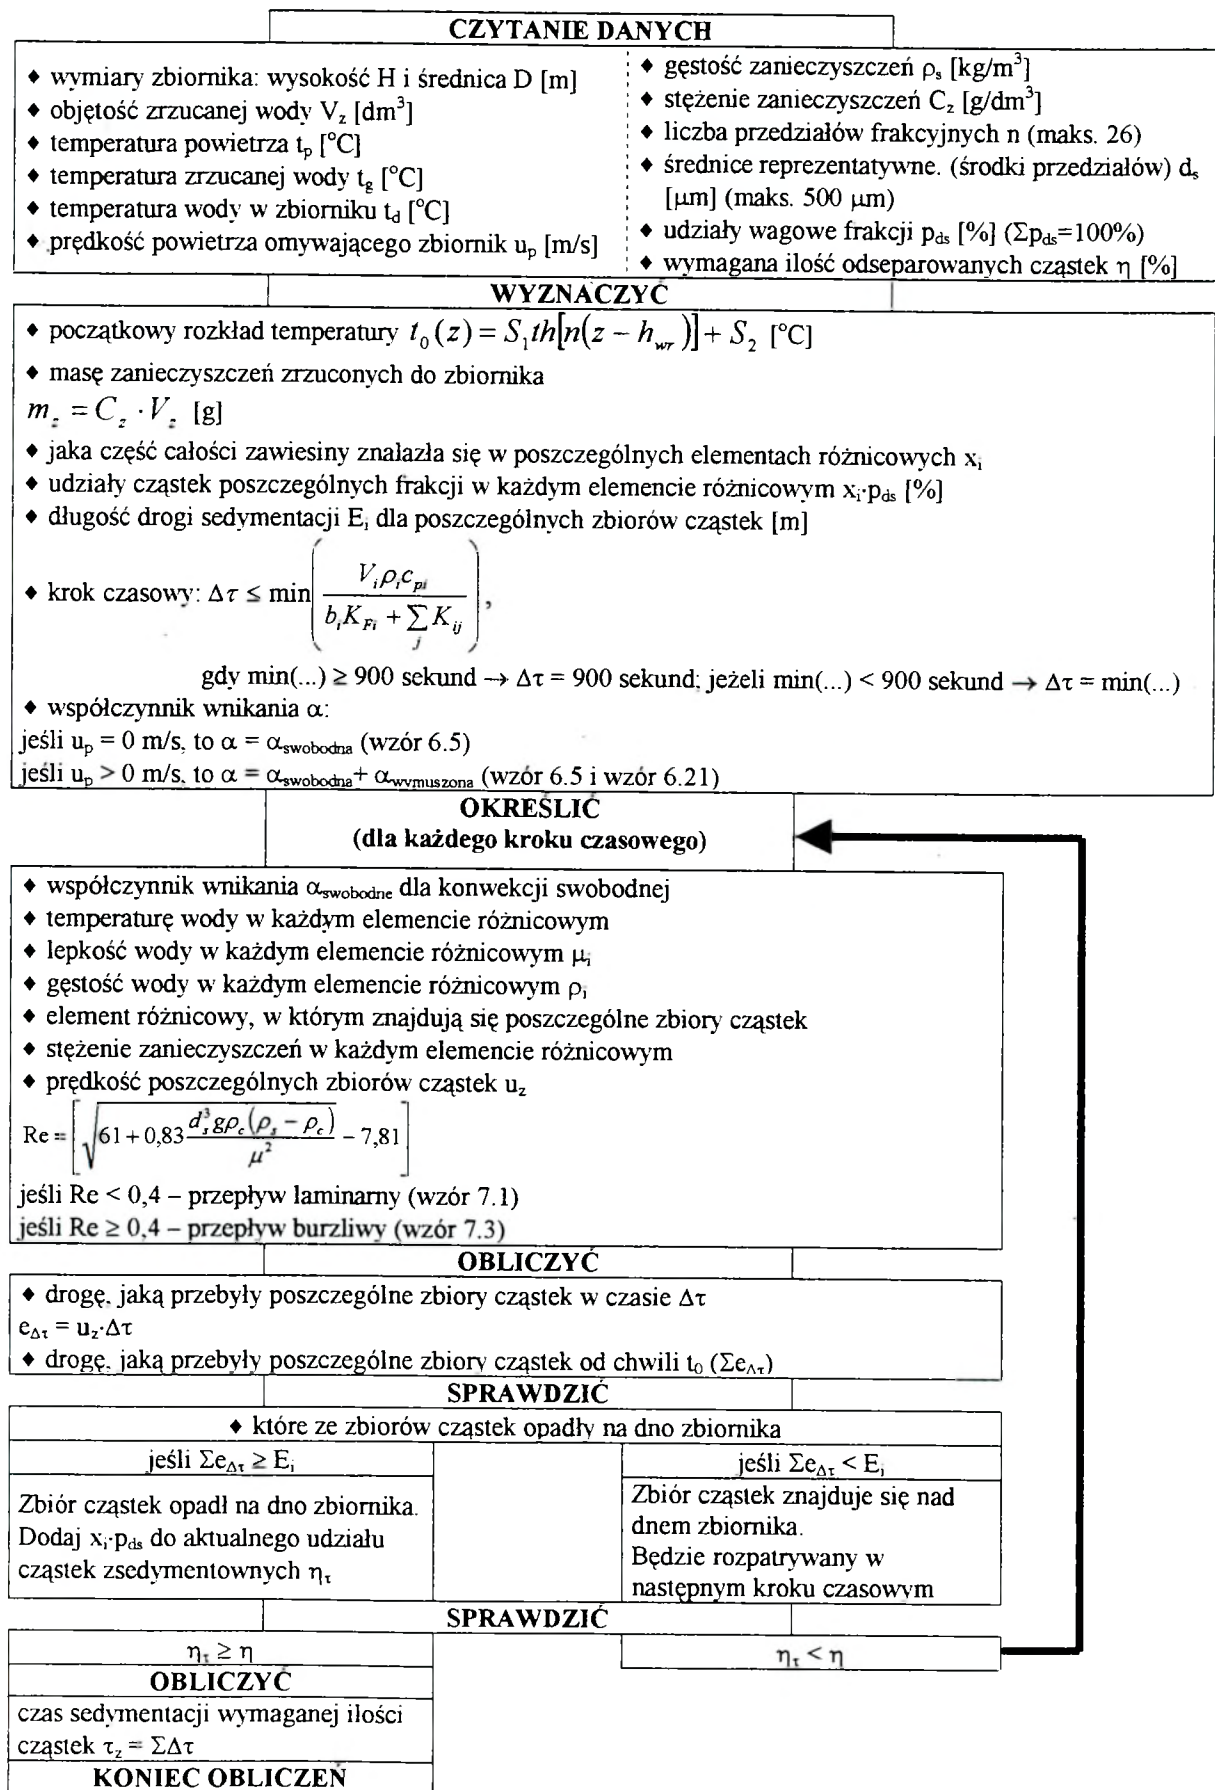 CZYTANIE DANYCH
♦ wymiary zbiornika: wysokość H i średnica D [m]
♦ objętość zrzucanej wody V_z [dm³]
♦ temperatura powietrza t_p [°C]
♦ temperatura zrzucanej wody t_g [°C]
♦ temperatura wody w zbiorniku t_d [°C]
♦ prędkość powietrza omywającego zbiornik u_p [m/s]
♦ gęstość zanieczyszczeń ρ_s [kg/m³]
♦ stężenie zanieczyszczeń C_z [g/dm³]
♦ liczba przedziałów frakcyjnych n (maks. 26)
♦ średnice reprezentatywne. (środki przedziałów) d_s
[μm] (maks. 500 μm)
♦ udziały wagowe frakcji p_ds [%] (Σp_ds=100%)
♦ wymagana ilość odseparowanych cząstek η [%]
WYZNACZYĆ
♦ początkowy rozkład temperatury t_0(z) = S_1th[n(z − h_wr)] + S_2 [°C]
♦ masę zanieczyszczeń zrzuconych do zbiornika
m_z = C_z · V_z [g]
♦ jaka część całości zawiesiny znalazła się w poszczególnych elementach różnicowych x_i
♦ udziały cząstek poszczególnych frakcji w każdym elemencie różnicowym x_i·p_ds [%]
♦ długość drogi sedymentacji E_i dla poszczególnych zbiorów cząstek [m]
♦ krok czasowy: Δτ ≤ min( V_iρ_ic_pi / (b_iK_Fi + Σ_j K_ij) ),
gdy min(...) ≥ 900 sekund → Δτ = 900 sekund; jeżeli min(...) < 900 sekund → Δτ = min(...)
♦ współczynnik wnikania α:
jeśli u_p = 0 m/s, to α = α_swobodna (wzór 6.5)
jeśli u_p > 0 m/s, to α = α_swobodna+ α_wymuszona (wzór 6.5 i wzór 6.21)
OKREŚLIĆ
(dla każdego kroku czasowego)
♦ współczynnik wnikania α_swobodne dla konwekcji swobodnej
♦ temperaturę wody w każdym elemencie różnicowym
♦ lepkość wody w każdym elemencie różnicowym μ_i
♦ gęstość wody w każdym elemencie różnicowym ρ_i
♦ element różnicowy, w którym znajdują się poszczególne zbiory cząstek
♦ stężenie zanieczyszczeń w każdym elemencie różnicowym
♦ prędkość poszczególnych zbiorów cząstek u_z
Re = [ √(61 + 0,83 d_s³gρ_c(ρ_s − ρ_c) / μ²) − 7,81 ]
jeśli Re < 0,4 – przepływ laminarny (wzór 7.1)
jeśli Re ≥ 0,4 – przepływ burzliwy (wzór 7.3)
OBLICZYĆ
♦ drogę, jaką przebyły poszczególne zbiory cząstek w czasie Δτ
e_Δτ = u_z·Δτ
♦ drogę, jaką przebyły poszczególne zbiory cząstek od chwili t_0 (Σe_Δτ)
SPRAWDZIĆ
♦ które ze zbiorów cząstek opadły na dno zbiornika
jeśli Σe_Δτ ≥ E_i
Zbiór cząstek opadł na dno zbiornika.
Dodaj x_i·p_ds do aktualnego udziału
cząstek zsedymentownych η_τ
jeśli Σe_Δτ < E_i
Zbiór cząstek znajduje się nad
dnem zbiornika.
Będzie rozpatrywany w
następnym kroku czasowym
SPRAWDZIĆ
η_τ ≥ η
η_τ < η
OBLICZYĆ
czas sedymentacji wymaganej ilości
cząstek τ_z = ΣΔτ
KONIEC OBLICZEŃ